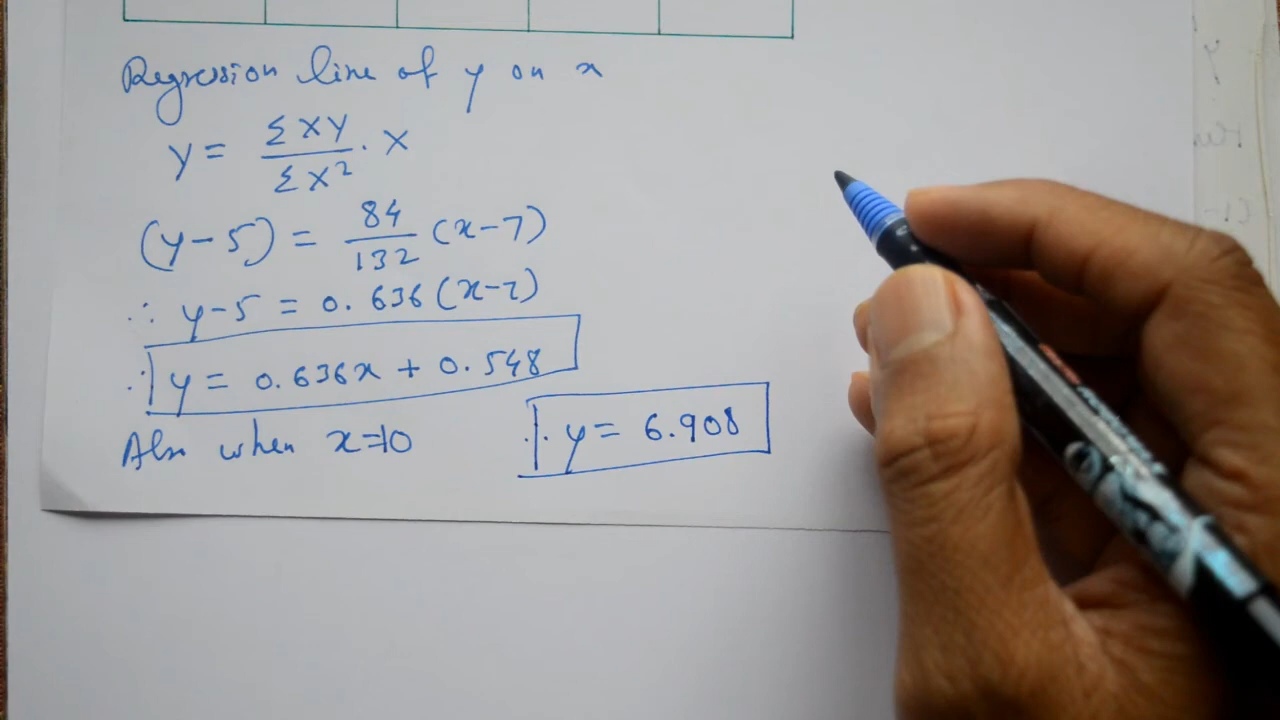 Regression line of y on x
Y = ΣXY / ΣX² · X
(y-5) = 84/132 (x-7)
∴ y-5 = 0.636(x-7)
∴ y = 0.636x + 0.548
Also when x=10 ∴ y = 6.908